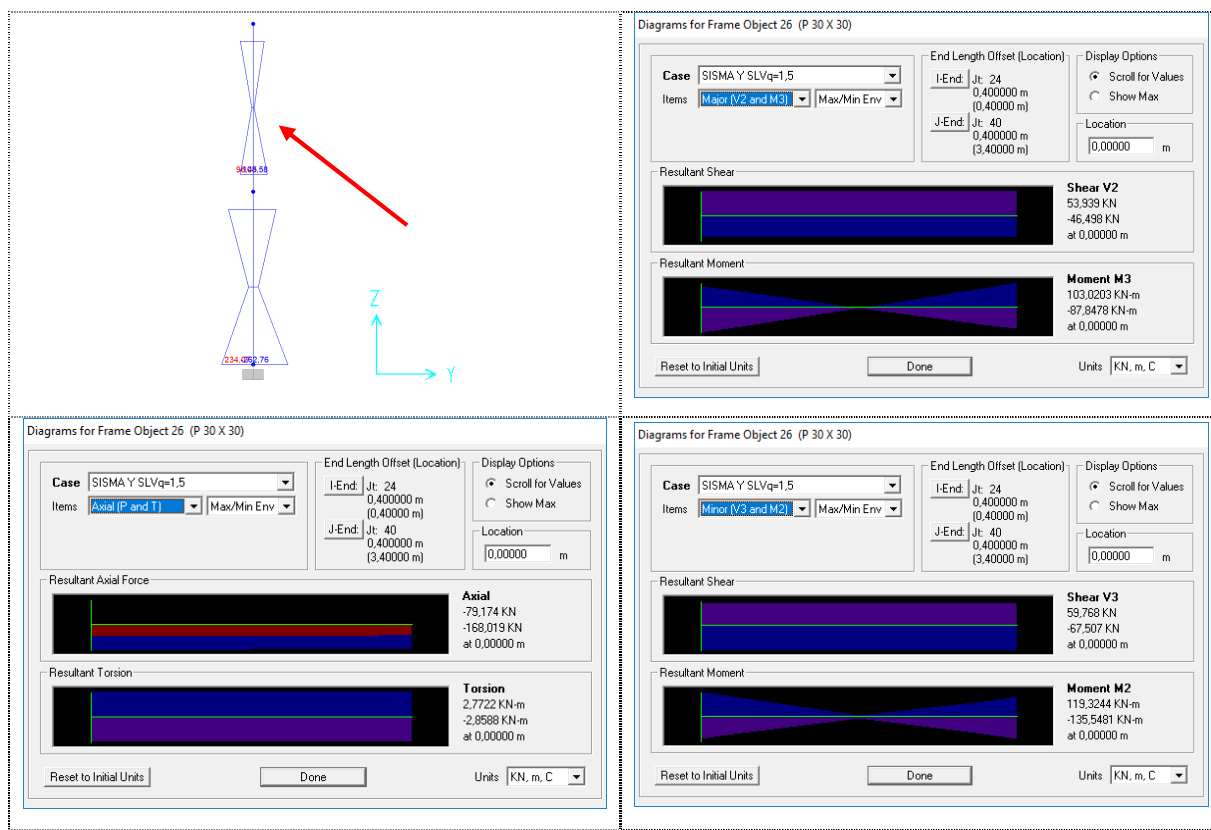 Z
Y
Diagrams for Frame Object 26 (P 30 X 30)
Case SISMA Y SLVq=1,5
Items Major (V2 and M3) Max/Min Env
End Length Offset (Location)
I-End: Jt: 24
0,400000 m
(0,40000 m)
J-End: Jt: 40
0,400000 m
(3,40000 m)
Display Options
Scroll for Values
Show Max
Location
0,00000 m
Resultant Shear
Shear V2
53,939 KN
-46,498 KN
at 0,00000 m
Resultant Moment
Moment M3
103,0203 KN-m
-87,8478 KN-m
at 0,00000 m
Reset to Initial Units Done Units KN, m, C
Diagrams for Frame Object 26 (P 30 X 30)
Case SISMA Y SLVq=1,5
Items Axial (P and T) Max/Min Env
End Length Offset (Location)
I-End: Jt: 24
0,400000 m
(0,40000 m)
J-End: Jt: 40
0,400000 m
(3,40000 m)
Display Options
Scroll for Values
Show Max
Location
0,00000 m
Resultant Axial Force
Axial
-79,174 KN
-168,019 KN
at 0,00000 m
Resultant Torsion
Torsion
2,7722 KN-m
-2,8588 KN-m
at 0,00000 m
Reset to Initial Units Done Units KN, m, C
Diagrams for Frame Object 26 (P 30 X 30)
Case SISMA Y SLVq=1,5
Items Minor (V3 and M2) Max/Min Env
End Length Offset (Location)
I-End: Jt: 24
0,400000 m
(0,40000 m)
J-End: Jt: 40
0,400000 m
(3,40000 m)
Display Options
Scroll for Values
Show Max
Location
0,00000 m
Resultant Shear
Shear V3
59,768 KN
-67,507 KN
at 0,00000 m
Resultant Moment
Moment M2
119,3244 KN-m
-135,5481 KN-m
at 0,00000 m
Reset to Initial Units Done Units KN, m, C